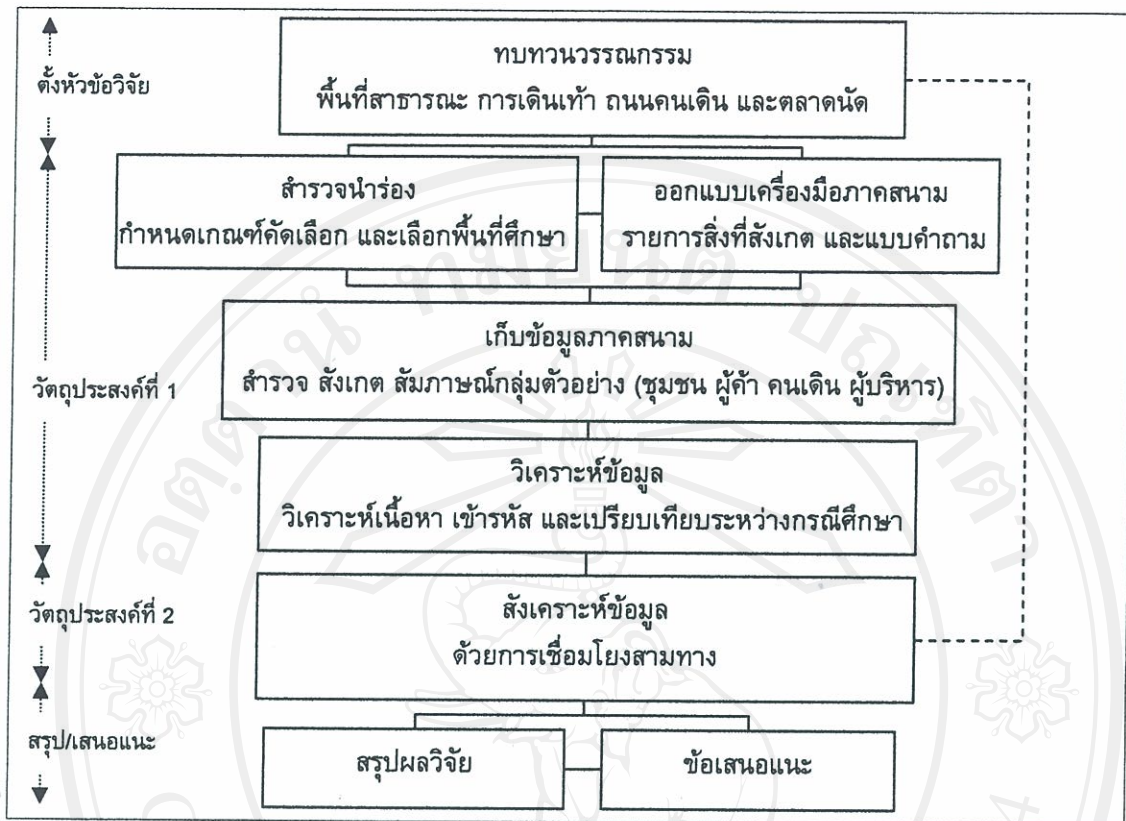 ทบทวนวรรณกรรม
พื้นที่สาธารณะ การเดินเท้า ถนนคนเดิน และตลาดนัด
ตั้งหัวข้อวิจัย
สำรวจนำร่อง
กำหนดเกณฑ์คัดเลือก และเลือกพื้นที่ศึกษา
ออกแบบเครื่องมือภาคสนาม
รายการสิ่งที่สังเกต และแบบคำถาม
เก็บข้อมูลภาคสนาม
สำรวจ สังเกต สัมภาษณ์กลุ่มตัวอย่าง (ชุมชน ผู้ค้า คนเดิน ผู้บริหาร)
วัตถุประสงค์ที่ 1
วิเคราะห์ข้อมูล
วิเคราะห์เนื้อหา เข้ารหัส และเปรียบเทียบระหว่างกรณีศึกษา
วัตถุประสงค์ที่ 2
สังเคราะห์ข้อมูล
ด้วยการเชื่อมโยงสามทาง
สรุป/เสนอแนะ
สรุปผลวิจัย
ข้อเสนอแนะ
อตฺตานํ ทมยนฺติ ปณฺฑิตา